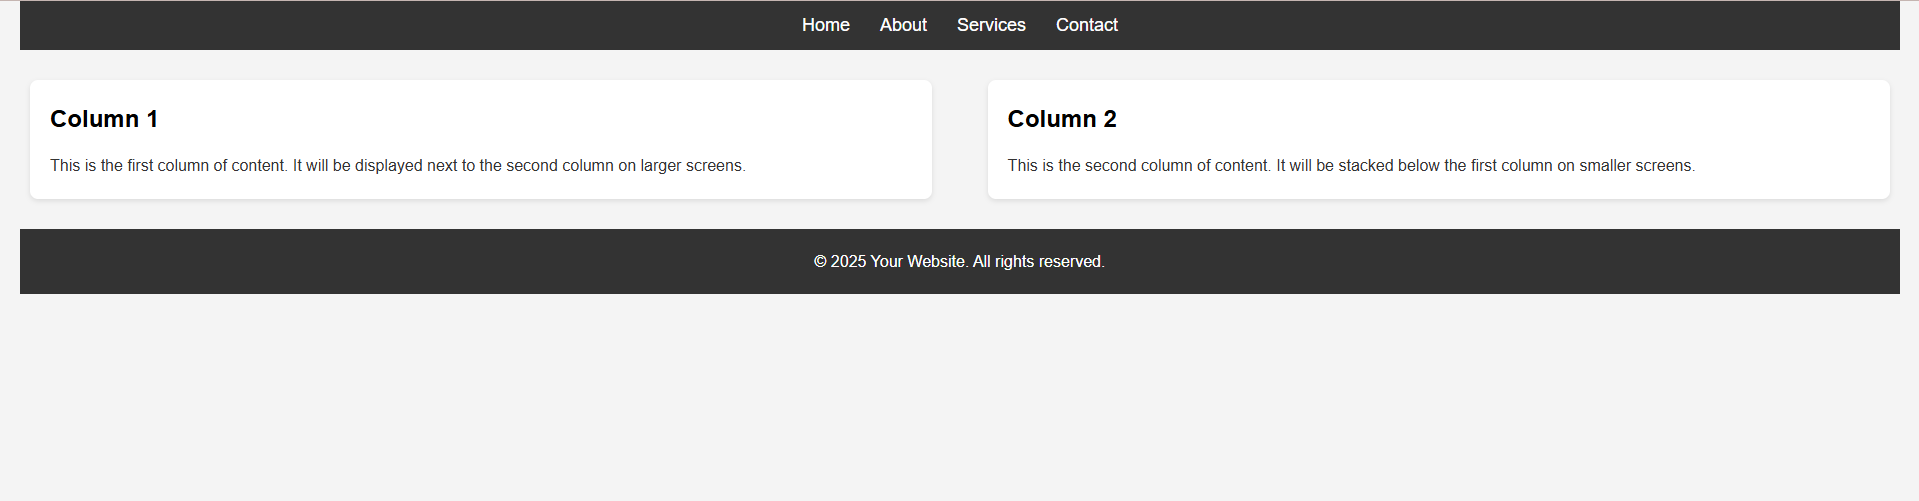 Home About Services Contact
Column 1
This is the first column of content. It will be displayed next to the second column on larger screens.
Column 2
This is the second column of content. It will be stacked below the first column on smaller screens.
© 2025 Your Website. All rights reserved.